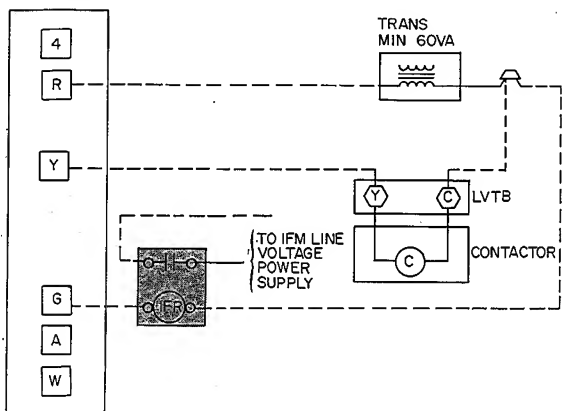 TRANS
MIN 60VA
4
R
Y
Y
C
LVTB
C
CONTACTOR
TO IFM LINE
VOLTAGE
POWER
SUPPLY
G
IFR
A
W